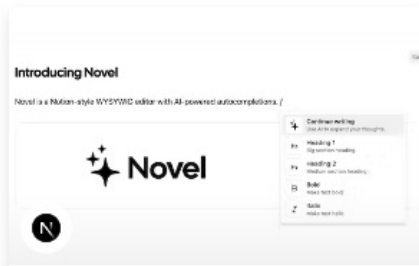 Introducing Novel
Novel is a Notion-style WYSYWIG editor with AI-powered autocompletions. /
Novel
Continue writing
Use AI to expand your thoughts.
Heading 1
Big section heading.
Heading 2
Medium section heading.
Bold
Make text bold.
Italic
Make text italic.
N